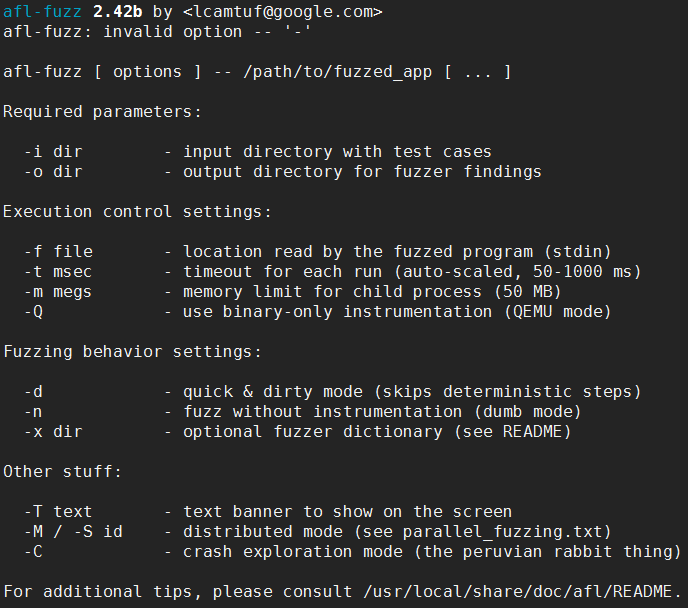 afl-fuzz 2.42b by <lcamtuf@google.com>
afl-fuzz: invalid option -- '-'

afl-fuzz [ options ] -- /path/to/fuzzed_app [ ... ]

Required parameters:

  -i dir        - input directory with test cases
  -o dir        - output directory for fuzzer findings

Execution control settings:

  -f file       - location read by the fuzzed program (stdin)
  -t msec       - timeout for each run (auto-scaled, 50-1000 ms)
  -m megs       - memory limit for child process (50 MB)
  -Q            - use binary-only instrumentation (QEMU mode)

Fuzzing behavior settings:

  -d            - quick & dirty mode (skips deterministic steps)
  -n            - fuzz without instrumentation (dumb mode)
  -x dir        - optional fuzzer dictionary (see README)

Other stuff:

  -T text       - text banner to show on the screen
  -M / -S id    - distributed mode (see parallel_fuzzing.txt)
  -C            - crash exploration mode (the peruvian rabbit thing)

For additional tips, please consult /usr/local/share/doc/afl/README.